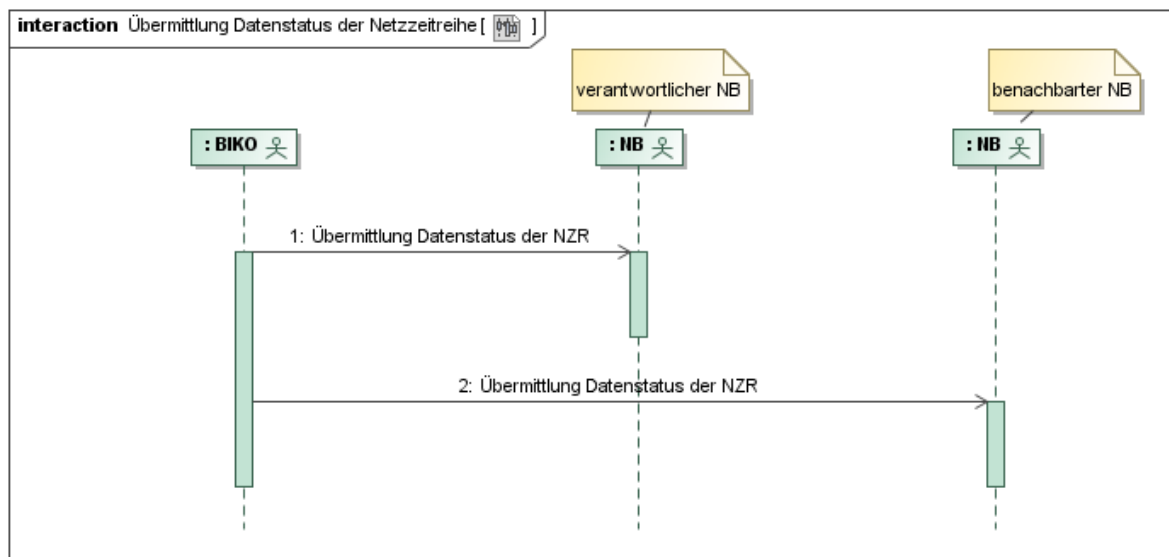 interaction Übermittlung Datenstatus der Netzzeitreihe [ ]
verantwortlicher NB
benachbarter NB
: BIKO
: NB
: NB
1: Übermittlung Datenstatus der NZR
2: Übermittlung Datenstatus der NZR